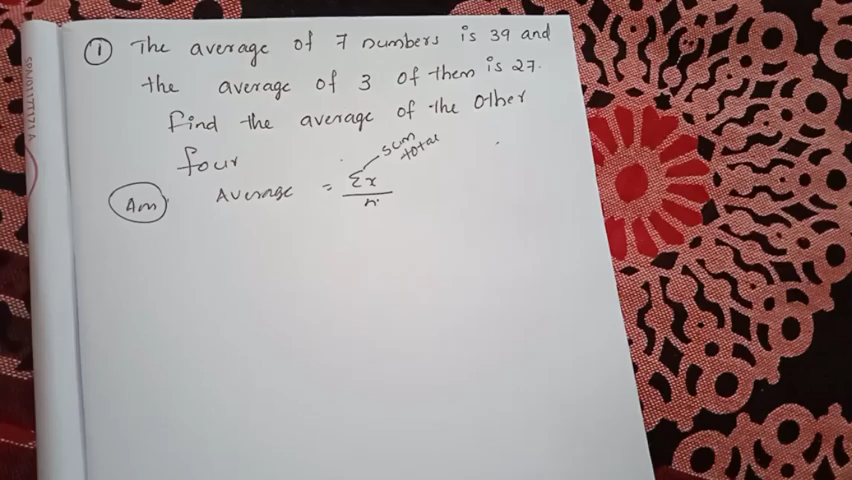 ① The average of 7 numbers is 39 and
the average of 3 of them is 27.
find the average of the other
four
sum
total
Average = Σx
n